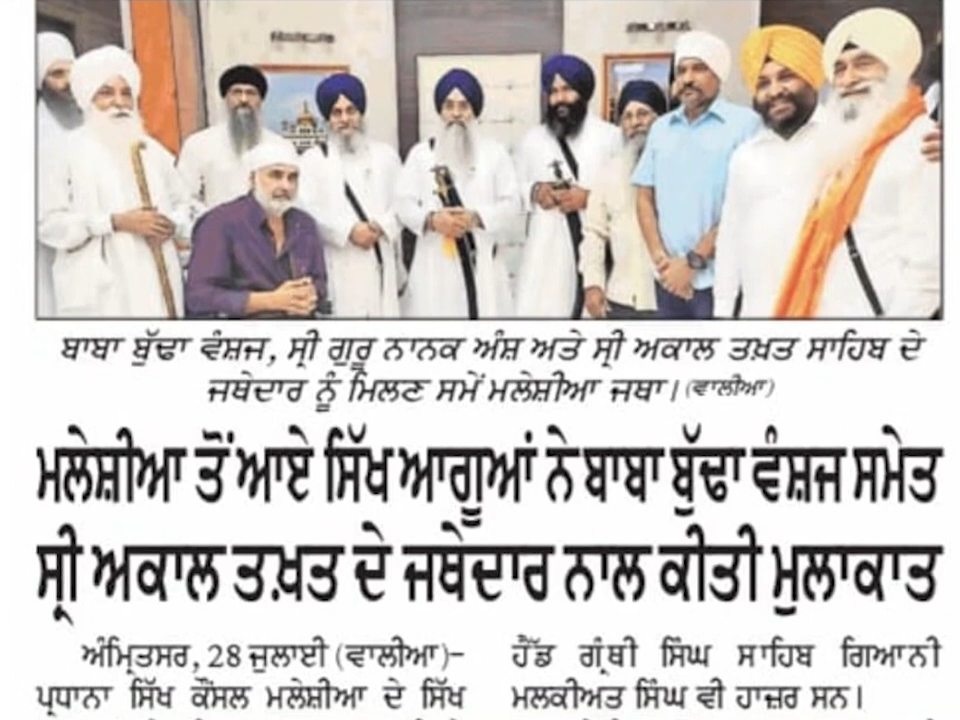 ਬਾਬਾ ਬੁੱਢਾ ਵੰਸ਼ਜ, ਸ੍ਰੀ ਗੁਰੂ ਨਾਨਕ ਅੰਸ਼ ਅਤੇ ਸ੍ਰੀ ਅਕਾਲ ਤਖ਼ਤ ਸਾਹਿਬ ਦੇ
ਜਥੇਦਾਰ ਨੂੰ ਮਿਲਣ ਸਮੇਂ ਮਲੇਸ਼ੀਆ ਜਥਾ। (ਵਾਲੀਆ)
ਮਲੇਸ਼ੀਆ ਤੋਂ ਆਏ ਸਿੱਖ ਆਗੂਆਂ ਨੇ ਬਾਬਾ ਬੁੱਢਾ ਵੰਸ਼ਜ ਸਮੇਤ
ਸ੍ਰੀ ਅਕਾਲ ਤਖ਼ਤ ਦੇ ਜਥੇਦਾਰ ਨਾਲ ਕੀਤੀ ਮੁਲਾਕਾਤ
ਅੰਮ੍ਰਿਤਸਰ, 28 ਜੁਲਾਈ (ਵਾਲੀਆ)-
ਪ੍ਰਧਾਨਾ ਸਿੱਖ ਕੌਂਸਲ ਮਲੇਸ਼ੀਆ ਦੇ ਸਿੱਖ
ਹੈੱਡ ਗ੍ਰੰਥੀ ਸਿੰਘ ਸਾਹਿਬ ਗਿਆਨੀ
ਮਲਕੀਅਤ ਸਿੰਘ ਵੀ ਹਾਜ਼ਰ ਸਨ।